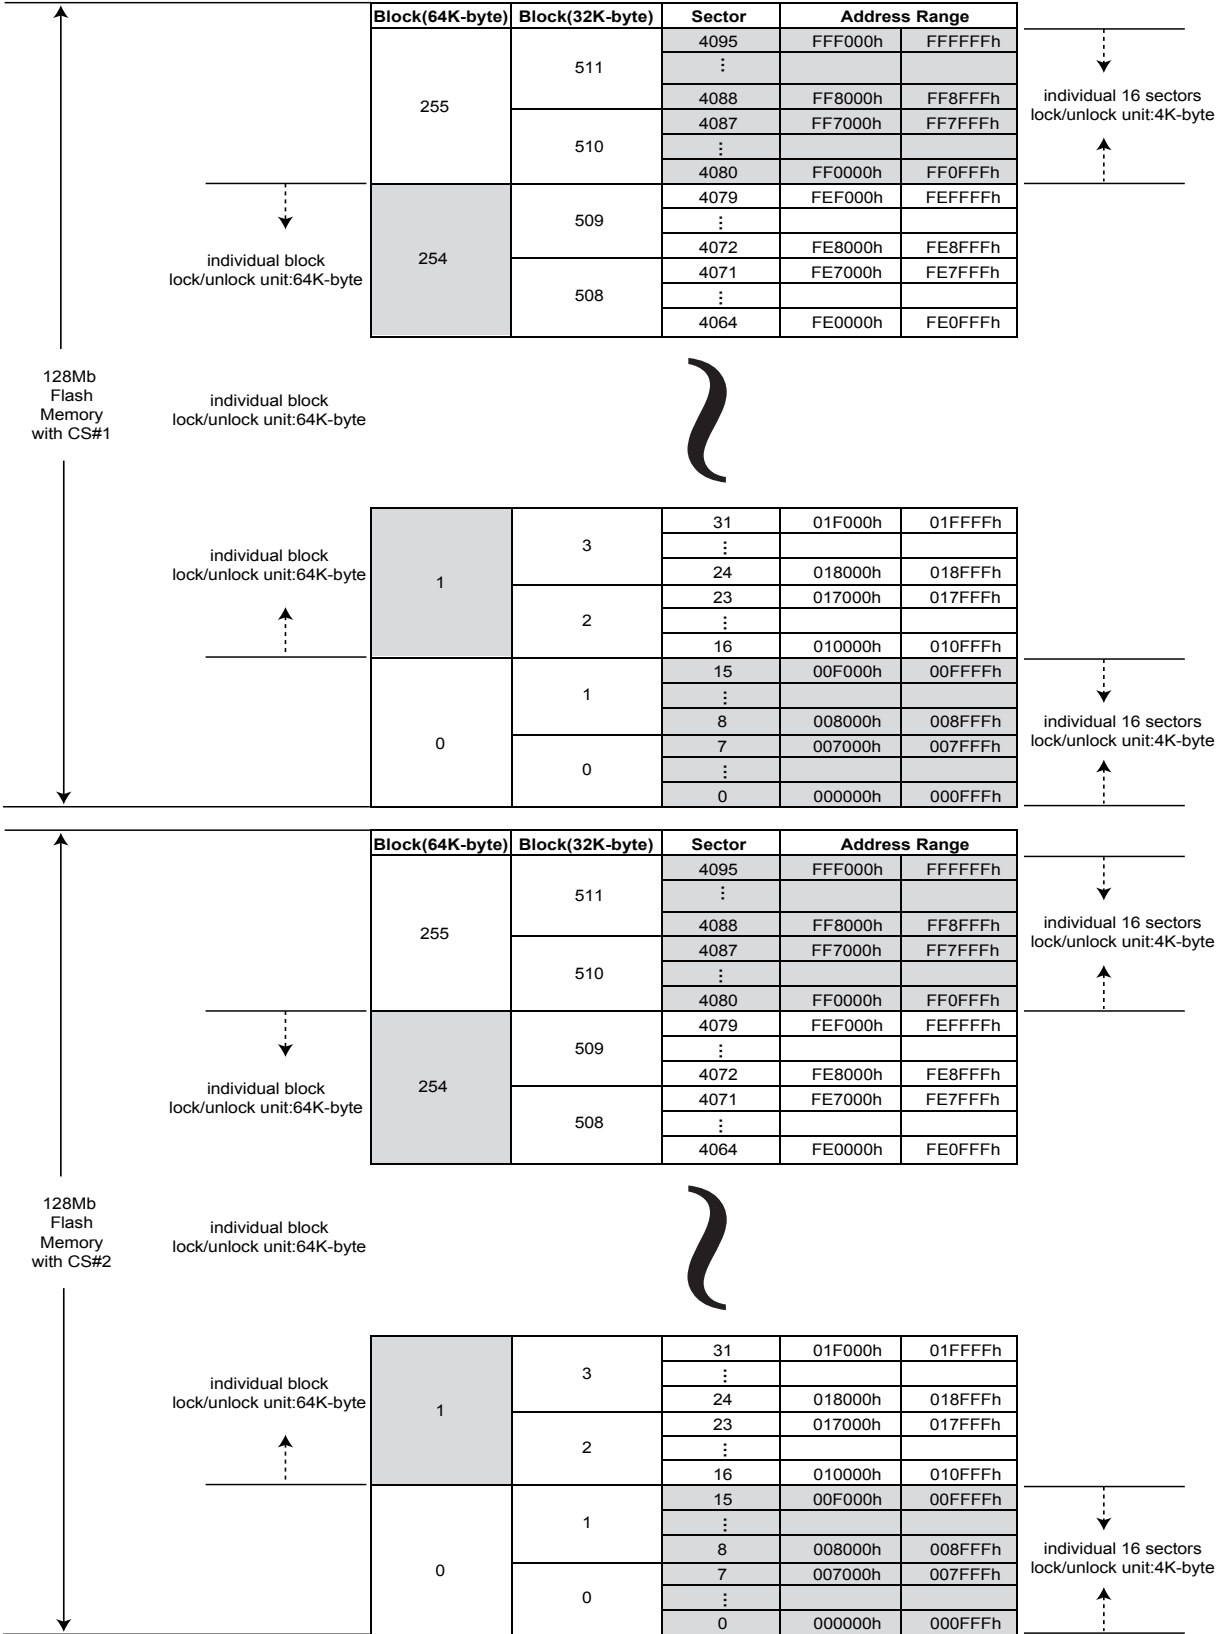 Block(64K-byte) Block(32K-byte) Sector Address Range
4095 FFF000h FFFFFFh
511
⋮
individual 16 sectors
lock/unlock unit:4K-byte
255
4088 FF8000h FF8FFFh
4087 FF7000h FF7FFFh
510
⋮
4080 FF0000h FF0FFFh
4079 FEF000h FEFFFFh
509
⋮
individual block
lock/unlock unit:64K-byte
254
4072 FE8000h FE8FFFh
4071 FE7000h FE7FFFh
508
⋮
4064 FE0000h FE0FFFh
128Mb
Flash
Memory
with CS#1
individual block
lock/unlock unit:64K-byte
31 01F000h 01FFFFh
3
⋮
individual block
lock/unlock unit:64K-byte
1
24 018000h 018FFFh
23 017000h 017FFFh
2
⋮
16 010000h 010FFFh
15 00F000h 00FFFFh
1
⋮
8 008000h 008FFFh
individual 16 sectors
lock/unlock unit:4K-byte
0
7 007000h 007FFFh
0
⋮
0 000000h 000FFFh
Block(64K-byte) Block(32K-byte) Sector Address Range
4095 FFF000h FFFFFFh
511
⋮
individual 16 sectors
lock/unlock unit:4K-byte
255
4088 FF8000h FF8FFFh
4087 FF7000h FF7FFFh
510
⋮
4080 FF0000h FF0FFFh
4079 FEF000h FEFFFFh
509
⋮
individual block
lock/unlock unit:64K-byte
254
4072 FE8000h FE8FFFh
4071 FE7000h FE7FFFh
508
⋮
4064 FE0000h FE0FFFh
128Mb
Flash
Memory
with CS#2
individual block
lock/unlock unit:64K-byte
31 01F000h 01FFFFh
3
⋮
individual block
lock/unlock unit:64K-byte
1
24 018000h 018FFFh
23 017000h 017FFFh
2
⋮
16 010000h 010FFFh
15 00F000h 00FFFFh
1
⋮
8 008000h 008FFFh
individual 16 sectors
lock/unlock unit:4K-byte
0
7 007000h 007FFFh
0
⋮
0 000000h 000FFFh